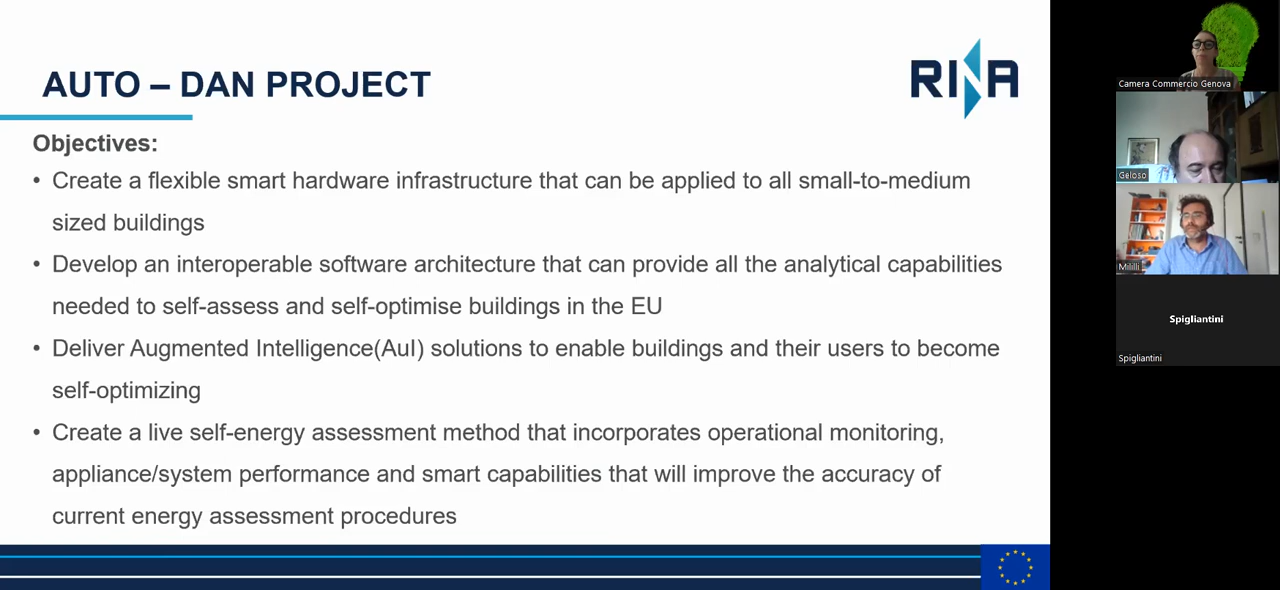 AUTO – DAN PROJECT
RINA
Objectives:
• Create a flexible smart hardware infrastructure that can be applied to all small-to-medium
sized buildings
• Develop an interoperable software architecture that can provide all the analytical capabilities
needed to self-assess and self-optimise buildings in the EU
• Deliver Augmented Intelligence(AuI) solutions to enable buildings and their users to become
self-optimizing
• Create a live self-energy assessment method that incorporates operational monitoring,
appliance/system performance and smart capabilities that will improve the accuracy of
current energy assessment procedures
Camera Commercio Genova
Geloso
Mililli
Spigliantini
Spigliantini